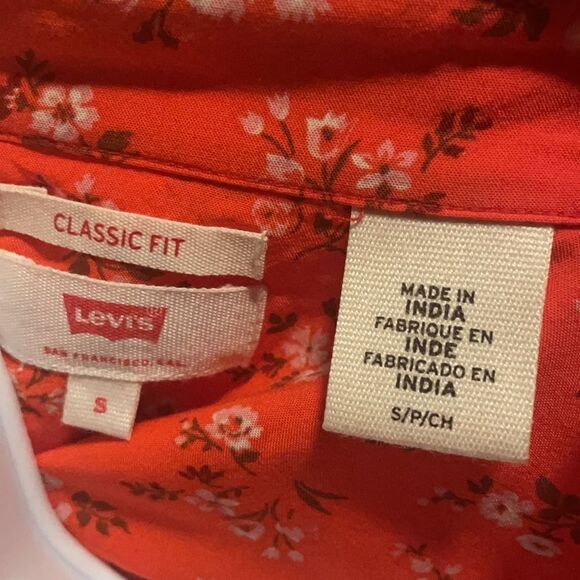 CLASSIC FIT
Levi's
SAN FRANCISCO, CAL.
S
MADE IN
INDIA
FABRIQUE EN
INDE
FABRICADO EN
INDIA
S/P/CH